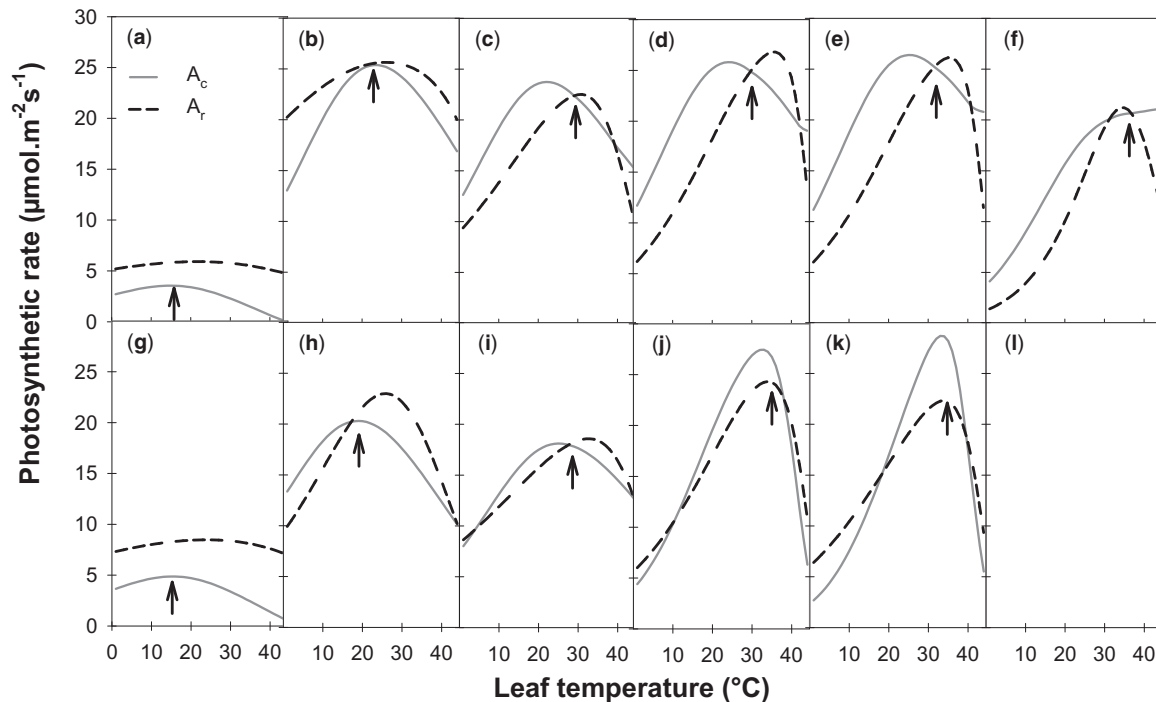 30
(a) (b) (c) (d) (e) (f)
25
A_c
A_r
20
15
10
5
0
(g) (h) (i) (j) (k) (l)
25
20
15
10
5
0
0 10 20 30 40 10 20 30 40 10 20 30 40 10 20 30 40 10 20 30 40 10 20 30 40
Photosynthetic rate (µmol.m⁻²s⁻¹)
Leaf temperature (°C)